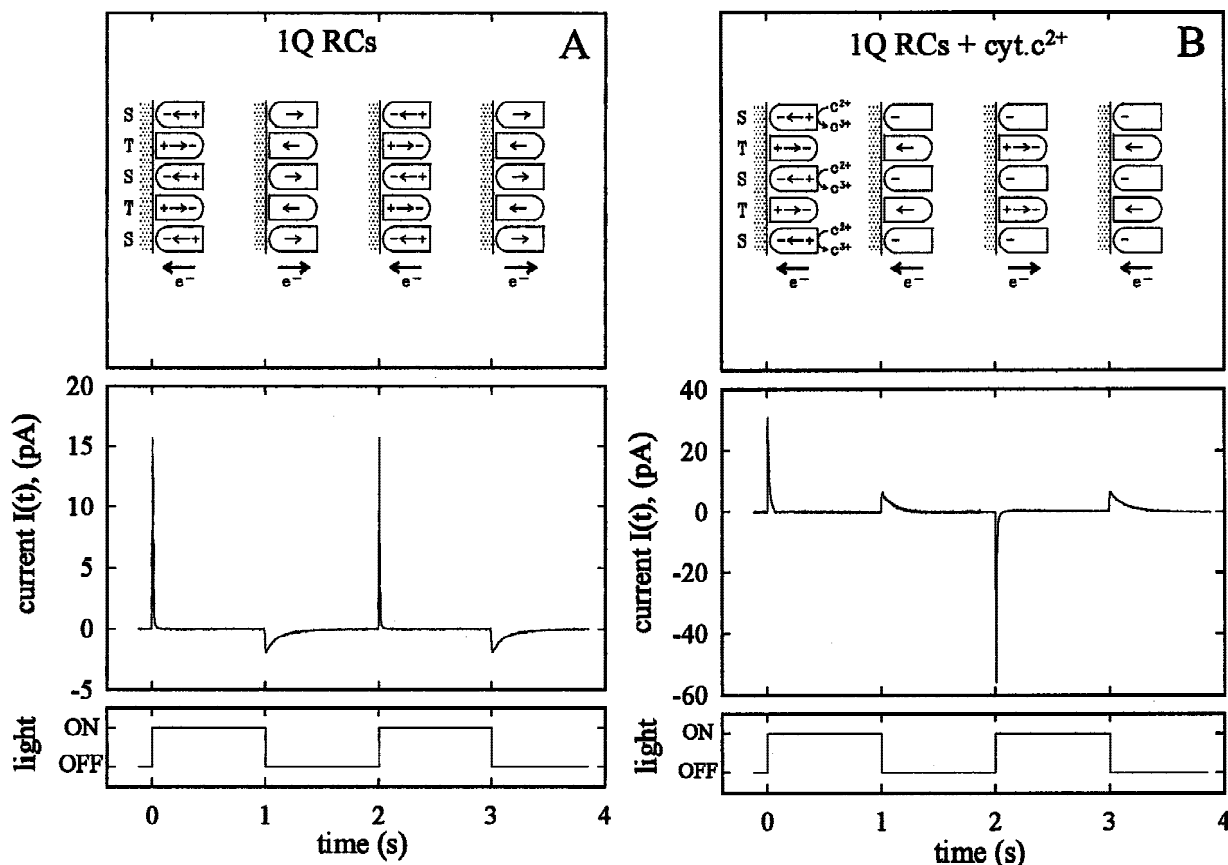 1Q RCs
A
S
T
S
T
S
e⁻ e⁻ e⁻ e⁻
20
15
10
5
0
-5
current I(t), (pA)
light
ON
OFF
0 1 2 3 4
time (s)
1Q RCs + cyt.c²⁺
B
S
T
S
T
S
c²⁺
c³⁺
c²⁺
c³⁺
c²⁺
c³⁺
e⁻ e⁻ e⁻ e⁻
40
20
0
-20
-40
-60
current I(t), (pA)
light
ON
OFF
0 1 2 3 4
time (s)